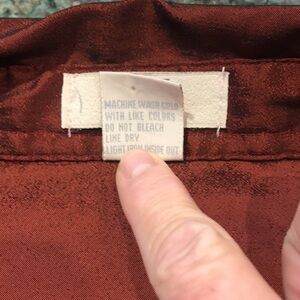 MACHINE WASH COLD
WITH LIKE COLORS
DO NOT BLEACH
LINE DRY
LIGHT IRON INSIDE OUT